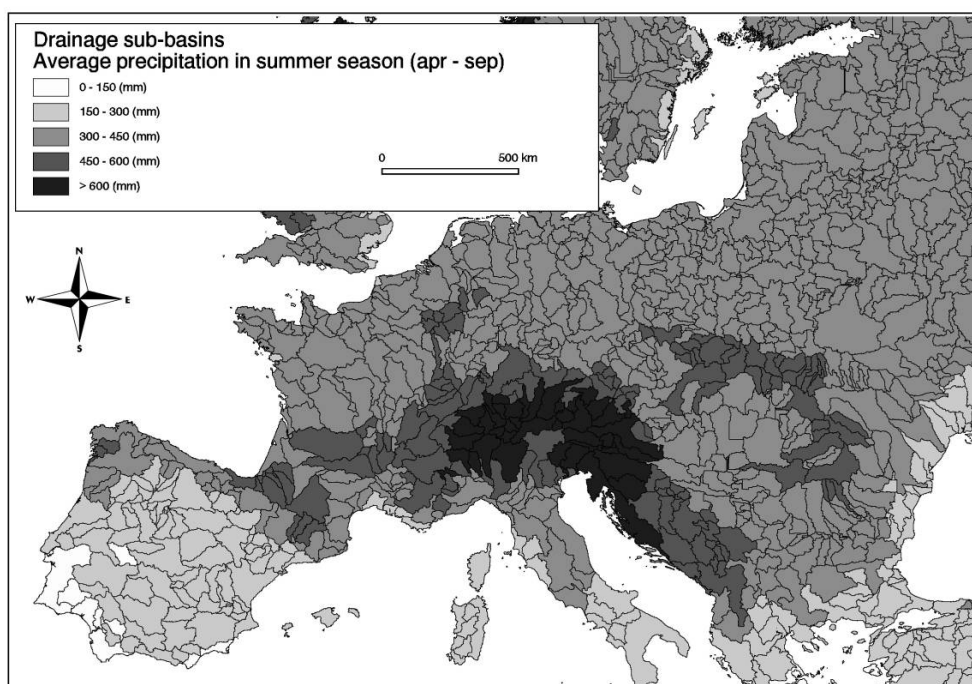 Drainage sub-basins
Average precipitation in summer season (apr - sep)
0 - 150 (mm)
150 - 300 (mm)
300 - 450 (mm)
450 - 600 (mm)
> 600 (mm)
0 500 km
N
W E
S